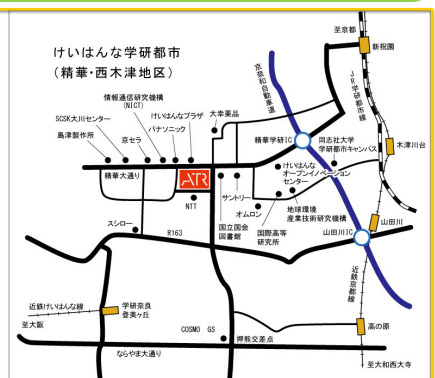 けいはんな学研都市
(精華・西木津地区)
至京都
新祝園
京奈和自動車道
JR学研都市線
情報通信研究機構
(NICT)
けいはんなプラザ
大幸薬品
SCSK大川センター
パナソニック
京セラ
島津製作所
精華学研IC
同志社大学
学研都市キャンパス
木津川台
精華大通り
ATR
NTT
サントリー
けいはんな
オープンイノベーション
センター
オムロン
地球環境
産業技術研究機構
国立国会
図書館
国際高等
研究所
山田川
スシロー
R163
山田川IC
近鉄京都線
近鉄けいはんな線
学研奈良
登美ヶ丘
至大阪
COSMO GS
押熊交差点
高の原
ならやま大通り
至大和西大寺